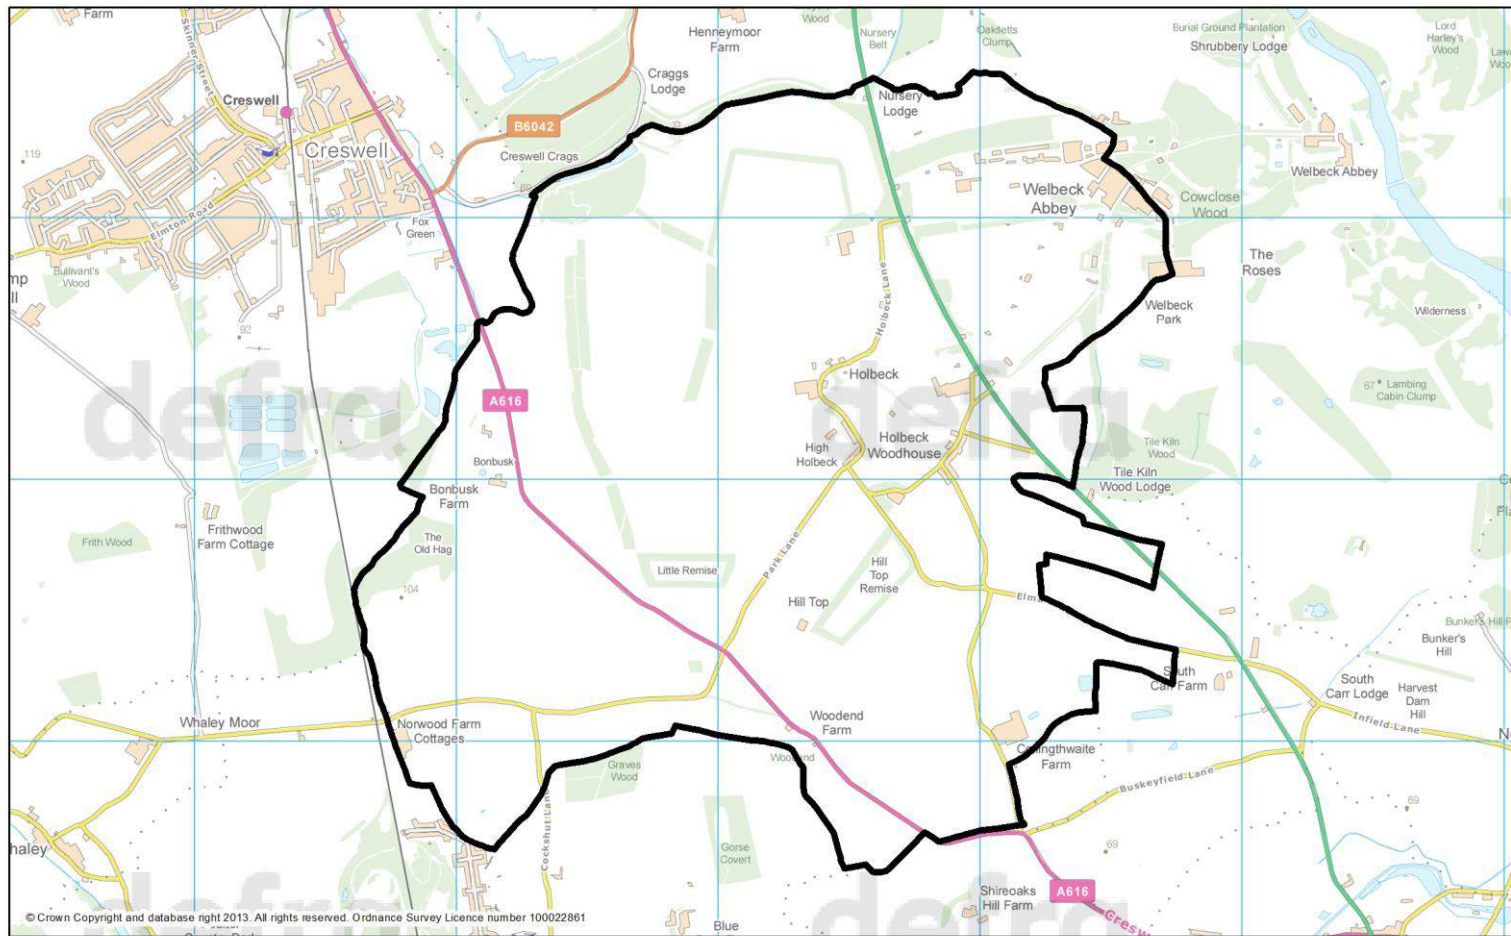 Farm
Skinner Street
Creswell
Creswell
119
Elmton Road
Fox
Green
Bullivant's
Wood
92
B6042
Creswell Crags
Craggs
Lodge
Henneymoor
Farm
Wood
Nursery
Belt
Oaksetts
Clump
Nursery
Lodge
Burial Ground Plantation
Shrubbery Lodge
Lord
Harley's
Wood
Welbeck Abbey
Welbeck
Abbey
Cowclose
Wood
The
Roses
Welbeck
Park
Wilderness
67
Lambing
Cabin Clump
defra
defra
A616
Holbeck Lane
Holbeck
Holbeck
Woodhouse
High
Holbeck
Tile Kiln
Wood
Tile Kiln
Wood Lodge
Bonbusk
Bonbusk
Farm
Frithwood
Farm Cottage
Frith Wood
The
Old Hag
104
Little Remise
Park Lane
Hill
Top
Remise
Hill Top
Bunker's
Hill
South
Carr Farm
South
Carr Lodge
Harvest
Dam
Hill
Infield Lane
Whaley Moor
Norwood Farm
Cottages
Woodend
Farm
Woodend
Collingthwaite
Farm
Buskeyfield Lane
Graves
Wood
Cockshut Lane
Gorse
Covert
69
69
Shireoaks
Hill Farm
A616
Blue
defra
defra
© Crown Copyright and database right 2013. All rights reserved. Ordnance Survey Licence number 100022861